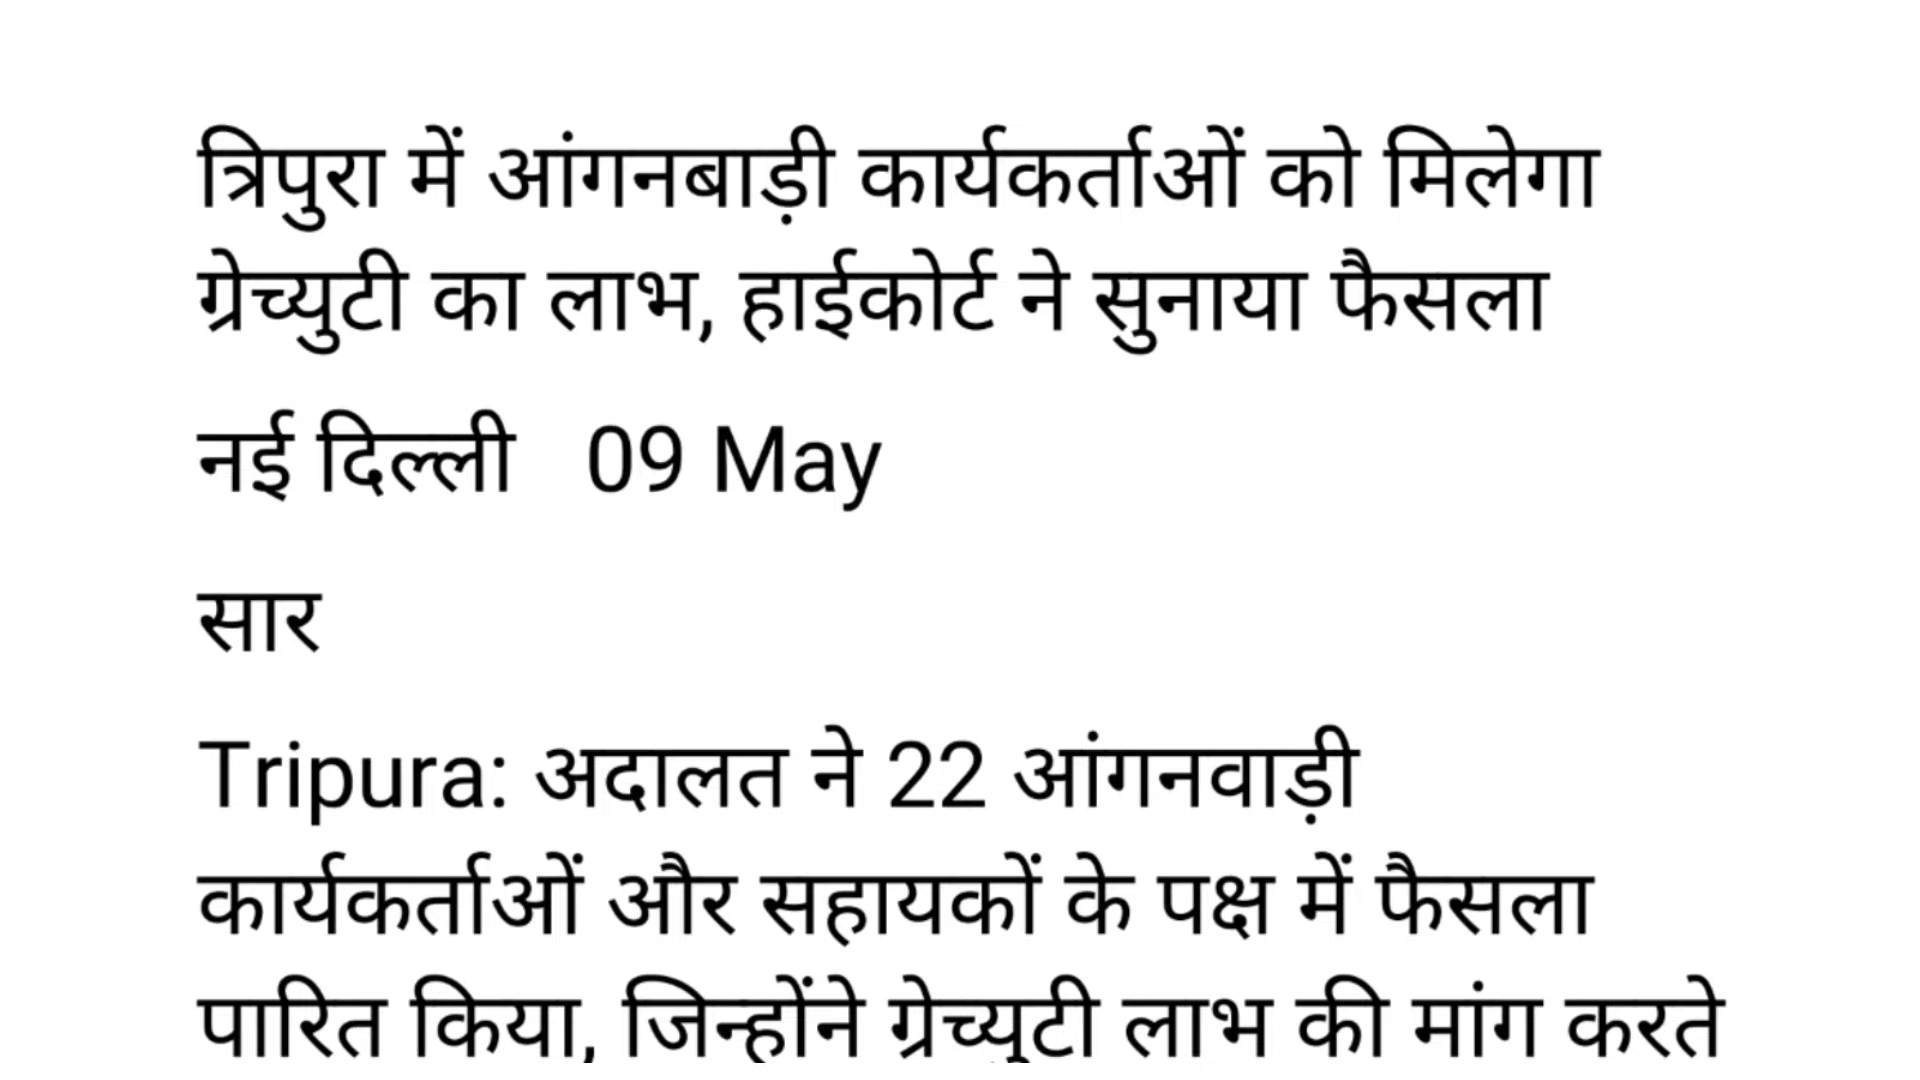 त्रिपुरा में आंगनबाड़ी कार्यकर्ताओं को मिलेगा
ग्रेच्युटी का लाभ, हाईकोर्ट ने सुनाया फैसला
नई दिल्ली 09 May
सार
Tripura: अदालत ने 22 आंगनवाड़ी
कार्यकर्ताओं और सहायकों के पक्ष में फैसला
पारित किया, जिन्होंने ग्रेच्युटी लाभ की मांग करते